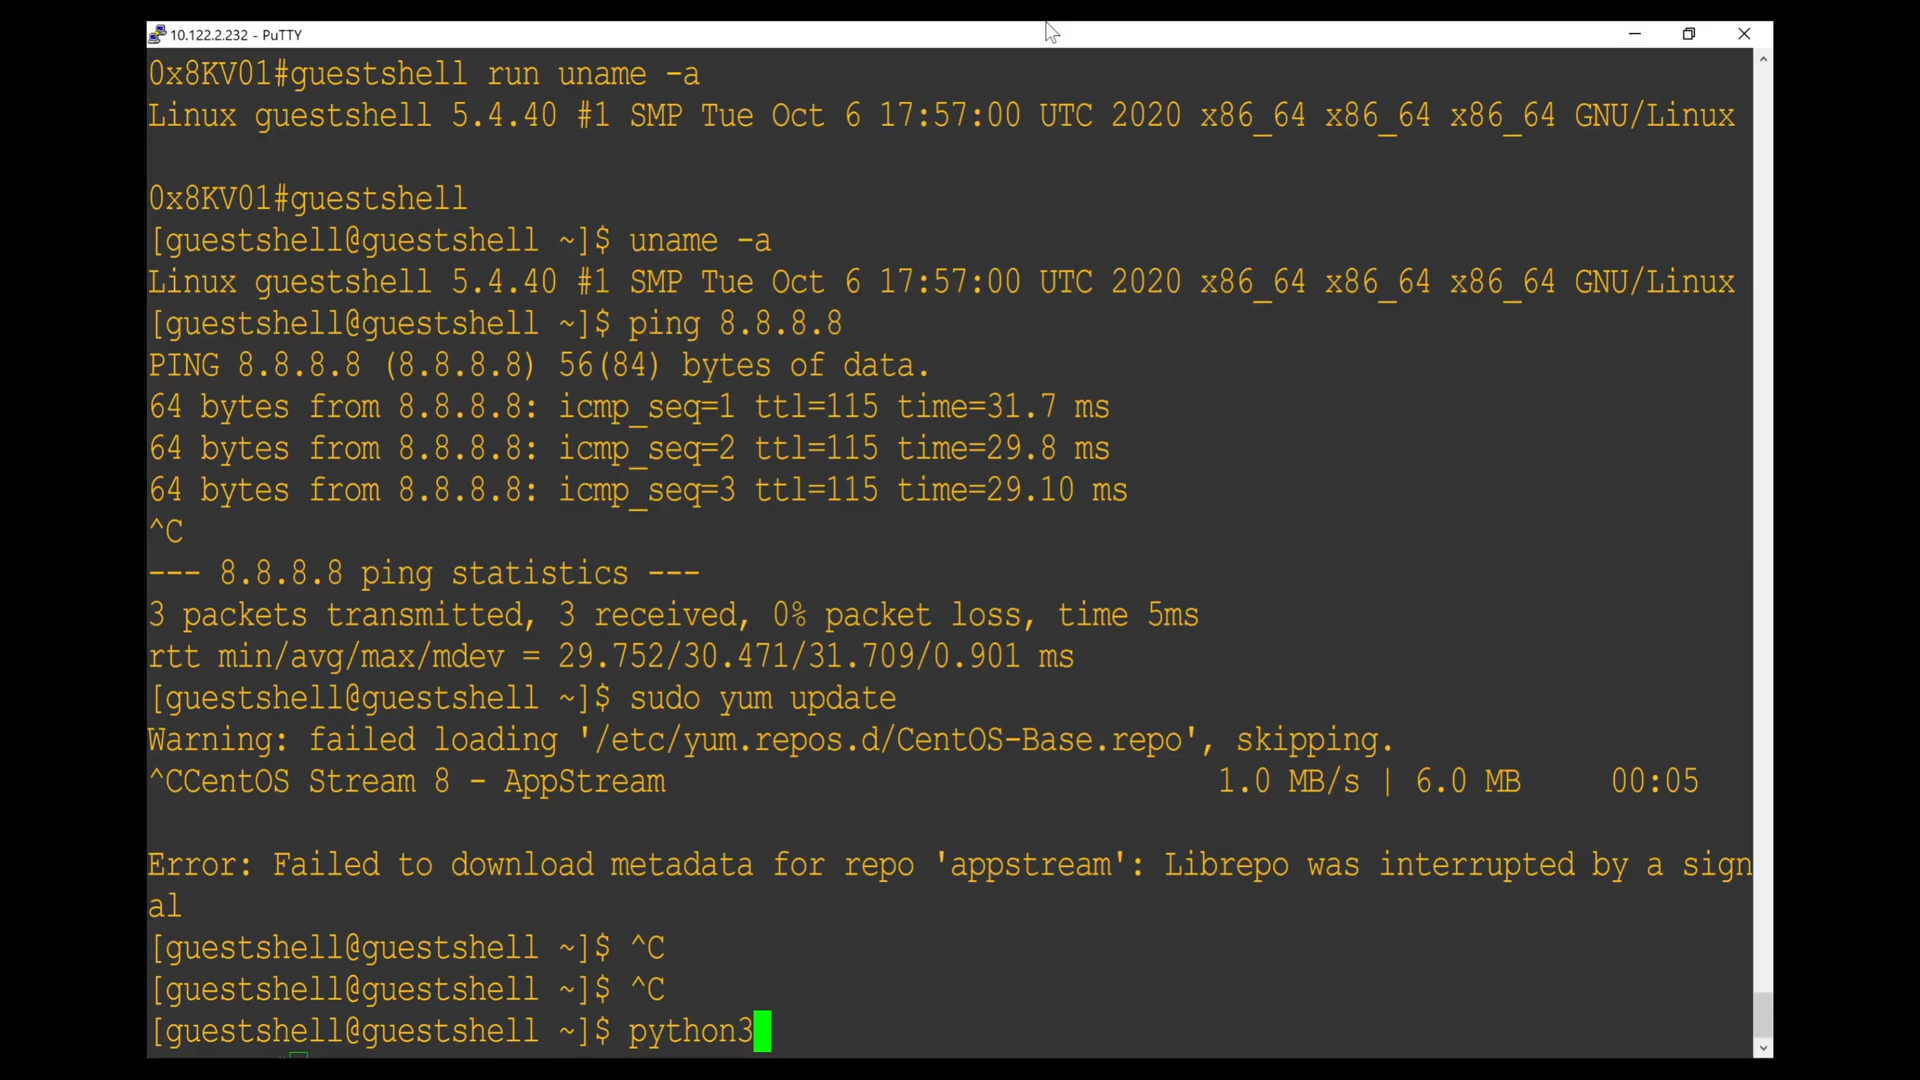 10.122.2.232 - PuTTY
0x8KV01#guestshell run uname -a
Linux guestshell 5.4.40 #1 SMP Tue Oct 6 17:57:00 UTC 2020 x86_64 x86_64 x86_64 GNU/Linux
0x8KV01#guestshell
[guestshell@guestshell ~]$ uname -a
Linux guestshell 5.4.40 #1 SMP Tue Oct 6 17:57:00 UTC 2020 x86_64 x86_64 x86_64 GNU/Linux
[guestshell@guestshell ~]$ ping 8.8.8.8
PING 8.8.8.8 (8.8.8.8) 56(84) bytes of data.
64 bytes from 8.8.8.8: icmp_seq=1 ttl=115 time=31.7 ms
64 bytes from 8.8.8.8: icmp_seq=2 ttl=115 time=29.8 ms
64 bytes from 8.8.8.8: icmp_seq=3 ttl=115 time=29.10 ms
^C
--- 8.8.8.8 ping statistics ---
3 packets transmitted, 3 received, 0% packet loss, time 5ms
rtt min/avg/max/mdev = 29.752/30.471/31.709/0.901 ms
[guestshell@guestshell ~]$ sudo yum update
Warning: failed loading '/etc/yum.repos.d/CentOS-Base.repo', skipping.
^CCentOS Stream 8 - AppStream 1.0 MB/s | 6.0 MB 00:05
Error: Failed to download metadata for repo 'appstream': Librepo was interrupted by a sign
al
[guestshell@guestshell ~]$ ^C
[guestshell@guestshell ~]$ ^C
[guestshell@guestshell ~]$ python3